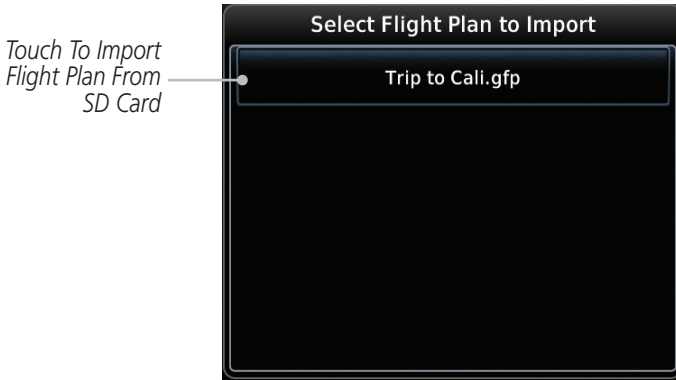 Select Flight Plan to Import
Touch To Import
Flight Plan From
SD Card
Trip to Cali.gfp